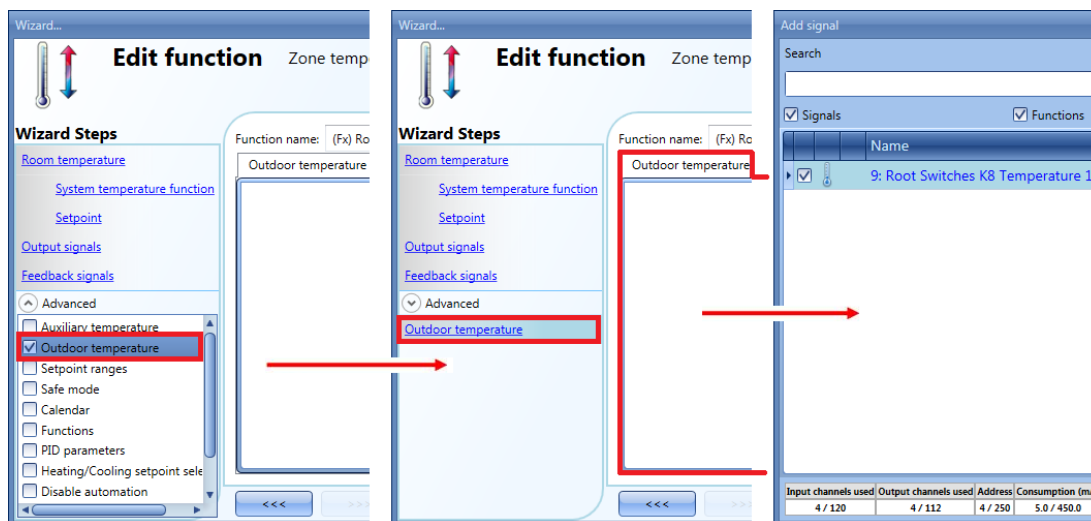 Wizard...
Edit function Zone temp
Wizard Steps
Room temperature
System temperature function
Setpoint
Output signals
Feedback signals
Advanced
Auxiliary temperature
Outdoor temperature
Setpoint ranges
Safe mode
Calendar
Functions
PID parameters
Heating/Cooling setpoint sele
Disable automation
Function name: (Fx) Ro
Outdoor temperature
<<<
>>>
Wizard...
Edit function Zone temp
Wizard Steps
Room temperature
System temperature function
Setpoint
Output signals
Feedback signals
Advanced
Outdoor temperature
Function name: (Fx) Ro
Outdoor temperature
<<<
>>
Add signal
Search
Signals Functions
Name
9: Root Switches K8 Temperature 1
Input channels used Output channels used Address Consumption (m
4 / 120 4 / 112 4 / 250 5.0 / 450.0